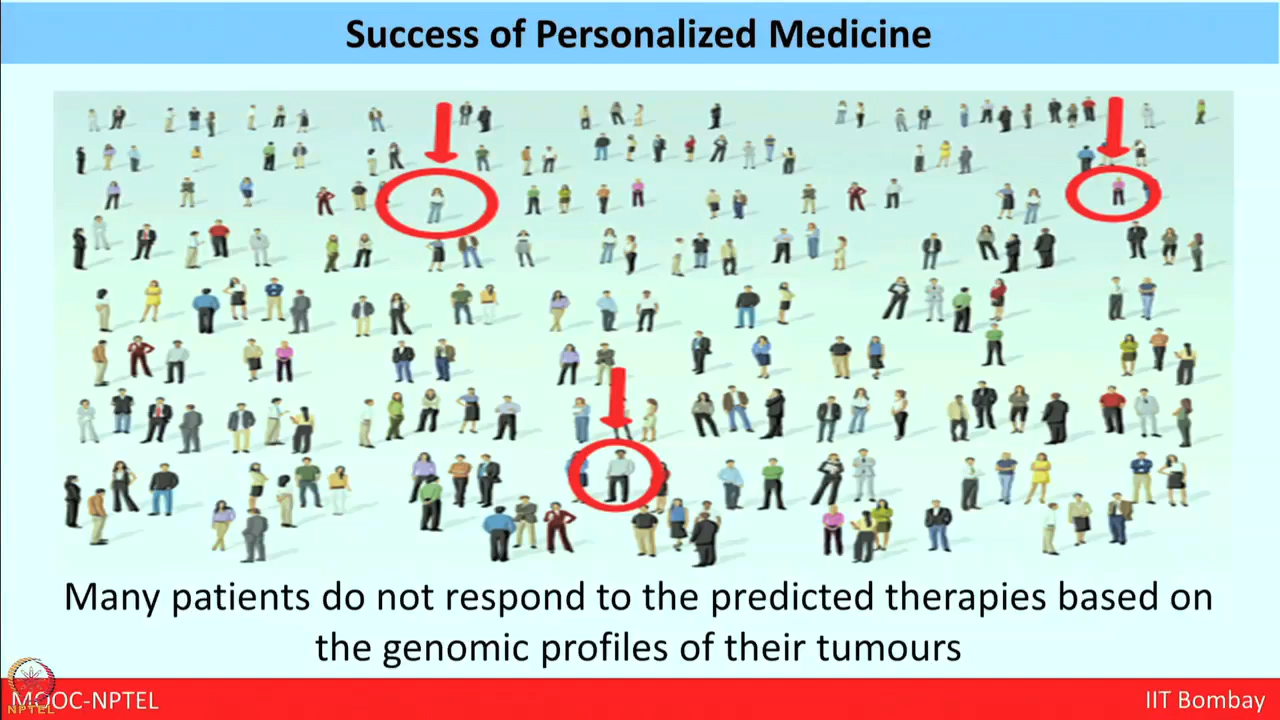 Success of Personalized Medicine
Many patients do not respond to the predicted therapies based on
the genomic profiles of their tumours
MOOC-NPTEL
NPTEL
IIT Bombay